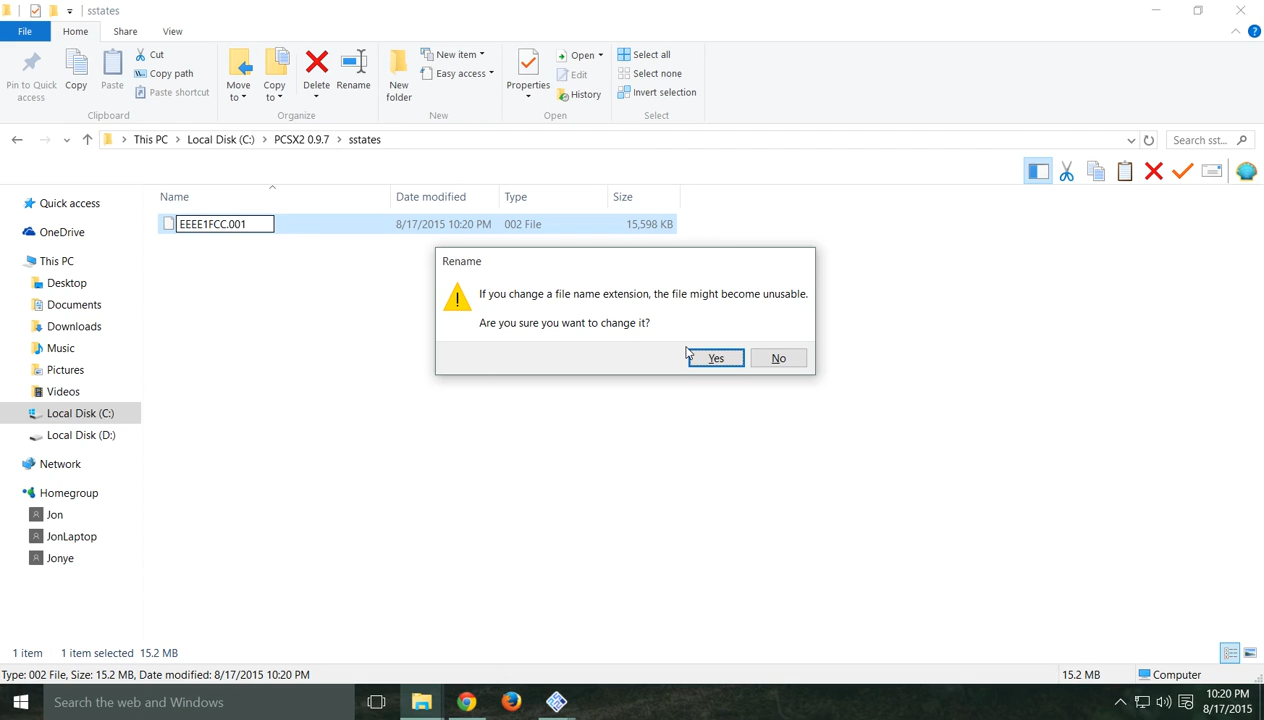 sstates
File Home Share View
Pin to Quick access
Copy
Paste
Cut
Copy path
Paste shortcut
Clipboard
Move to
Copy to
Delete
Rename
Organize
New folder
New item
Easy access
New
Properties
Open
Edit
History
Open
Select all
Select none
Invert selection
Select
This PC Local Disk (C:) PCSX2 0.9.7 sstates
Search sst...
Name Date modified Type Size
EEEE1FCC.001 8/17/2015 10:20 PM 002 File 15,598 KB
Quick access
OneDrive
This PC
Desktop
Documents
Downloads
Music
Pictures
Videos
Local Disk (C:)
Local Disk (D:)
Network
Homegroup
Jon
JonLaptop
Jonye
Rename
If you change a file name extension, the file might become unusable.
Are you sure you want to change it?
Yes No
1 item 1 item selected 15.2 MB
Type: 002 File, Size: 15.2 MB, Date modified: 8/17/2015 10:20 PM 15.2 MB Computer
Search the web and Windows
10:20 PM
8/17/2015